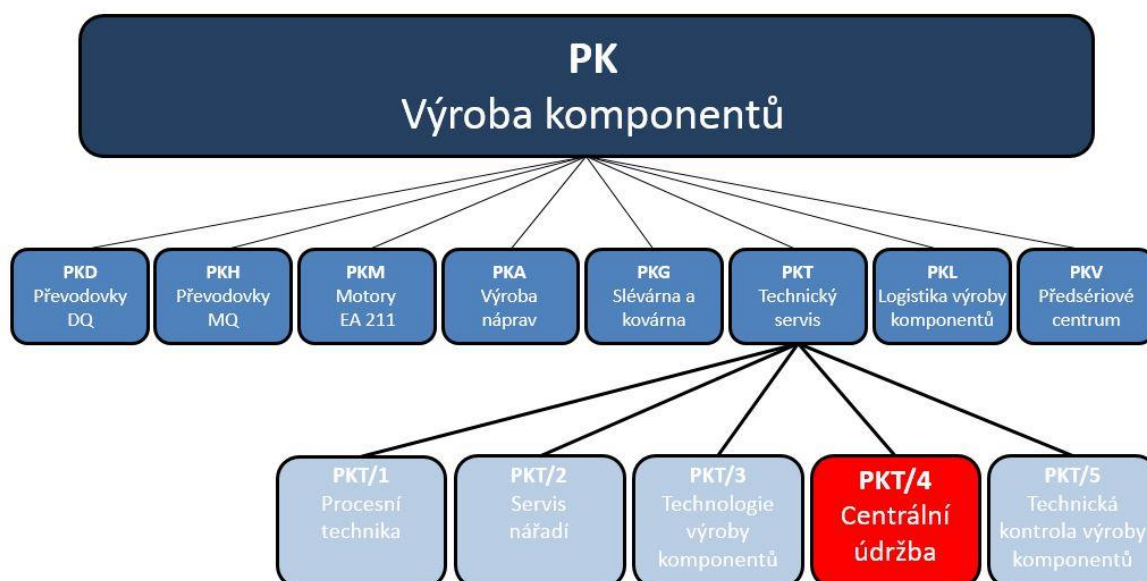 PK
Výroba komponentů
PKD
Převodovky
DQ
PKH
Převodovky
MQ
PKM
Motory
EA 211
PKA
Výroba
náprav
PKG
Slévárna a
kovárna
PKT
Technický
servis
PKL
Logistika výroby
komponentů
PKV
Předsériové
centrum
PKT/1
Procesní
technika
PKT/2
Servis
nářadí
PKT/3
Technologie
výroby
komponentů
PKT/4
Centrální
údržba
PKT/5
Technická
kontrola výroby
komponentů